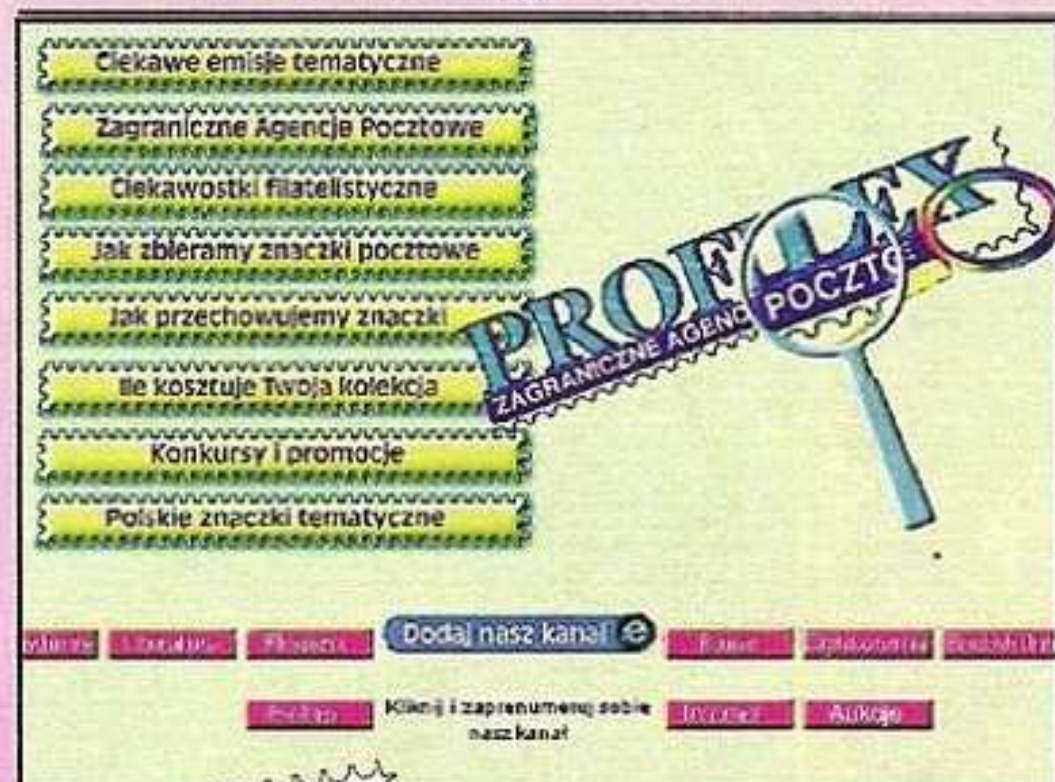 Ciekawe emisje tematyczne
Zagraniczne Agencje Pocztowe
Ciekawostki filatelistyczne
Jak zbieramy znaczki pocztowe
Jak przechowujemy znaczki
Ile kosztuje Twoja kolekcja
Konkursy i promocje
Polskie znaczki tematyczne
PROFILEX
ZAGRANICZNE AGENC POCZTO
Dodaj nasz kanał
Kliknij i zaprenumeruj sobie
nasz kanał
Aukcje